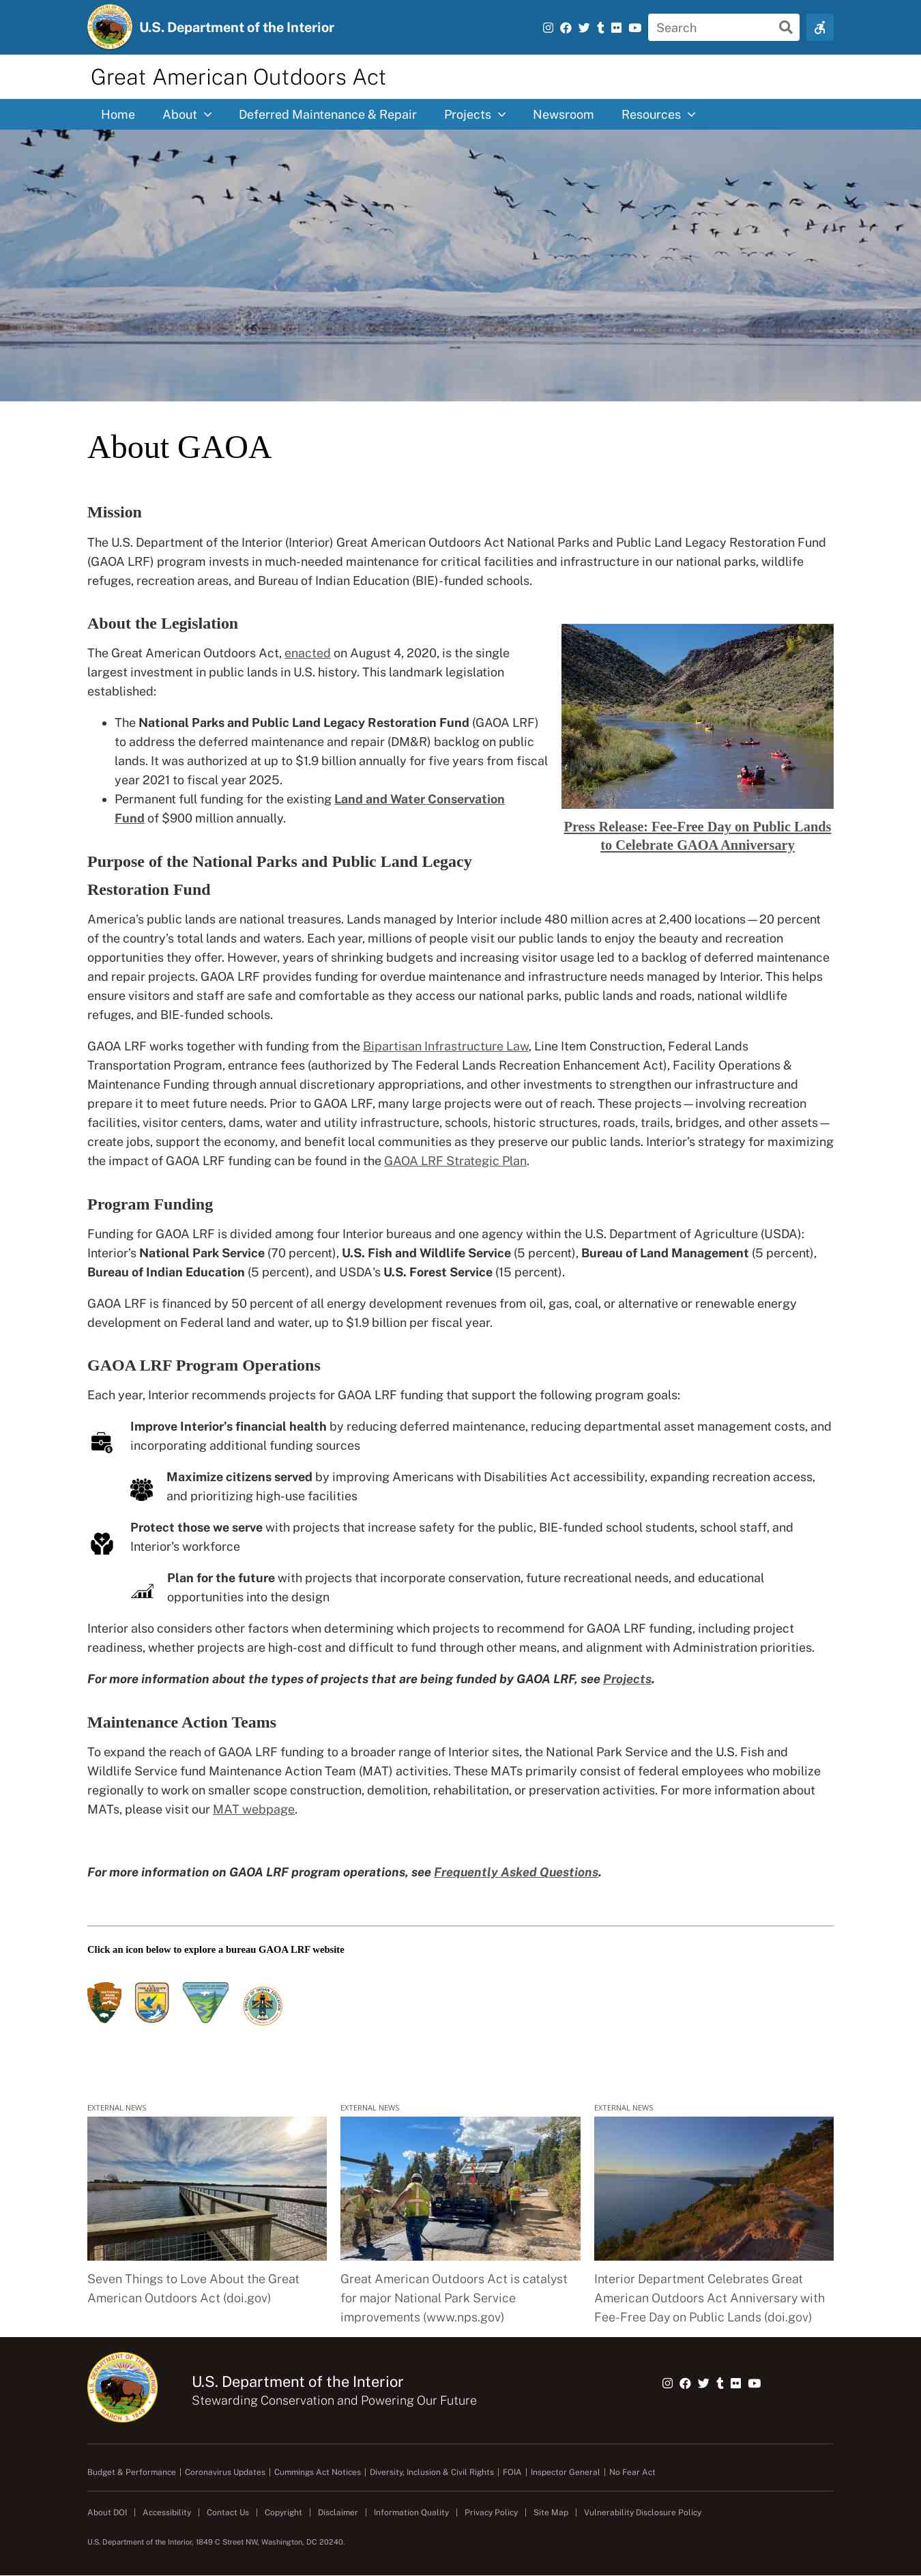 U.S. Department of the Interior
Search
Great American Outdoors Act
Home About Deferred Maintenance & Repair Projects Newsroom Resources
About GAOA
Mission
The U.S. Department of the Interior (Interior) Great American Outdoors Act National Parks and Public Land Legacy Restoration Fund
(GAOA LRF) program invests in much-needed maintenance for critical facilities and infrastructure in our national parks, wildlife
refuges, recreation areas, and Bureau of Indian Education (BIE)-funded schools.
About the Legislation
The Great American Outdoors Act, enacted on August 4, 2020, is the single
largest investment in public lands in U.S. history. This landmark legislation
established:
• The National Parks and Public Land Legacy Restoration Fund (GAOA LRF)
to address the deferred maintenance and repair (DM&R) backlog on public
lands. It was authorized at up to $1.9 billion annually for five years from fiscal
year 2021 to fiscal year 2025.
• Permanent full funding for the existing Land and Water Conservation
Fund of $900 million annually.
Press Release: Fee-Free Day on Public Lands
to Celebrate GAOA Anniversary
Purpose of the National Parks and Public Land Legacy
Restoration Fund
America’s public lands are national treasures. Lands managed by Interior include 480 million acres at 2,400 locations—20 percent
of the country’s total lands and waters. Each year, millions of people visit our public lands to enjoy the beauty and recreation
opportunities they offer. However, years of shrinking budgets and increasing visitor usage led to a backlog of deferred maintenance
and repair projects. GAOA LRF provides funding for overdue maintenance and infrastructure needs managed by Interior. This helps
ensure visitors and staff are safe and comfortable as they access our national parks, public lands and roads, national wildlife
refuges, and BIE-funded schools.
GAOA LRF works together with funding from the Bipartisan Infrastructure Law, Line Item Construction, Federal Lands
Transportation Program, entrance fees (authorized by The Federal Lands Recreation Enhancement Act), Facility Operations &
Maintenance Funding through annual discretionary appropriations, and other investments to strengthen our infrastructure and
prepare it to meet future needs. Prior to GAOA LRF, many large projects were out of reach. These projects—involving recreation
facilities, visitor centers, dams, water and utility infrastructure, schools, historic structures, roads, trails, bridges, and other assets—
create jobs, support the economy, and benefit local communities as they preserve our public lands. Interior’s strategy for maximizing
the impact of GAOA LRF funding can be found in the GAOA LRF Strategic Plan.
Program Funding
Funding for GAOA LRF is divided among four Interior bureaus and one agency within the U.S. Department of Agriculture (USDA):
Interior’s National Park Service (70 percent), U.S. Fish and Wildlife Service (5 percent), Bureau of Land Management (5 percent),
Bureau of Indian Education (5 percent), and USDA’s U.S. Forest Service (15 percent).
GAOA LRF is financed by 50 percent of all energy development revenues from oil, gas, coal, or alternative or renewable energy
development on Federal land and water, up to $1.9 billion per fiscal year.
GAOA LRF Program Operations
Each year, Interior recommends projects for GAOA LRF funding that support the following program goals:
Improve Interior’s financial health by reducing deferred maintenance, reducing departmental asset management costs, and
incorporating additional funding sources
Maximize citizens served by improving Americans with Disabilities Act accessibility, expanding recreation access,
and prioritizing high-use facilities
Protect those we serve with projects that increase safety for the public, BIE-funded school students, school staff, and
Interior’s workforce
Plan for the future with projects that incorporate conservation, future recreational needs, and educational
opportunities into the design
Interior also considers other factors when determining which projects to recommend for GAOA LRF funding, including project
readiness, whether projects are high-cost and difficult to fund through other means, and alignment with Administration priorities.
For more information about the types of projects that are being funded by GAOA LRF, see Projects.
Maintenance Action Teams
To expand the reach of GAOA LRF funding to a broader range of Interior sites, the National Park Service and the U.S. Fish and
Wildlife Service fund Maintenance Action Team (MAT) activities. These MATs primarily consist of federal employees who mobilize
regionally to work on smaller scope construction, demolition, rehabilitation, or preservation activities. For more information about
MATs, please visit our MAT webpage.
For more information on GAOA LRF program operations, see Frequently Asked Questions.
Click an icon below to explore a bureau GAOA LRF website
EXTERNAL NEWS
Seven Things to Love About the Great
American Outdoors Act (doi.gov)
EXTERNAL NEWS
Great American Outdoors Act is catalyst
for major National Park Service
improvements (www.nps.gov)
EXTERNAL NEWS
Interior Department Celebrates Great
American Outdoors Act Anniversary with
Fee-Free Day on Public Lands (doi.gov)
U.S. Department of the Interior
Stewarding Conservation and Powering Our Future
Budget & Performance | Coronavirus Updates | Cummings Act Notices | Diversity, Inclusion & Civil Rights | FOIA | Inspector General | No Fear Act
About DOI | Accessibility | Contact Us | Copyright | Disclaimer | Information Quality | Privacy Policy | Site Map | Vulnerability Disclosure Policy
U.S. Department of the Interior, 1849 C Street NW, Washington, DC 20240.